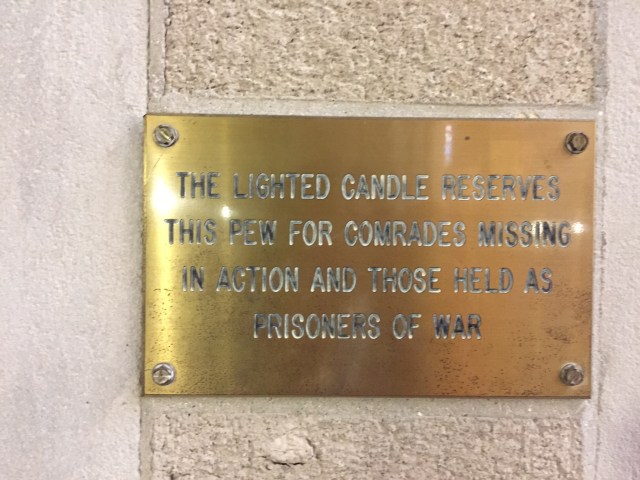 THE LIGHTED CANDLE RESERVES
THIS PEW FOR COMRADES MISSING
IN ACTION AND THOSE HELD AS
PRISONERS OF WAR